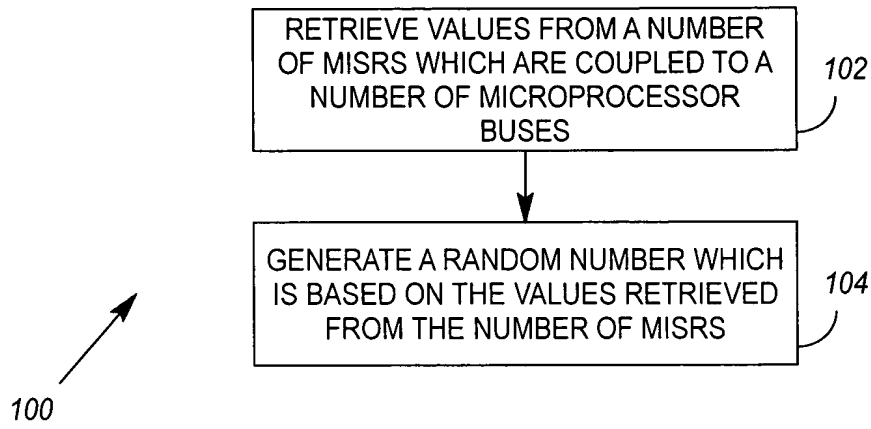 RETRIEVE VALUES FROM A NUMBER
OF MISRS WHICH ARE COUPLED TO A
NUMBER OF MICROPROCESSOR
BUSES
102
GENERATE A RANDOM NUMBER WHICH
IS BASED ON THE VALUES RETRIEVED
FROM THE NUMBER OF MISRS
104
100